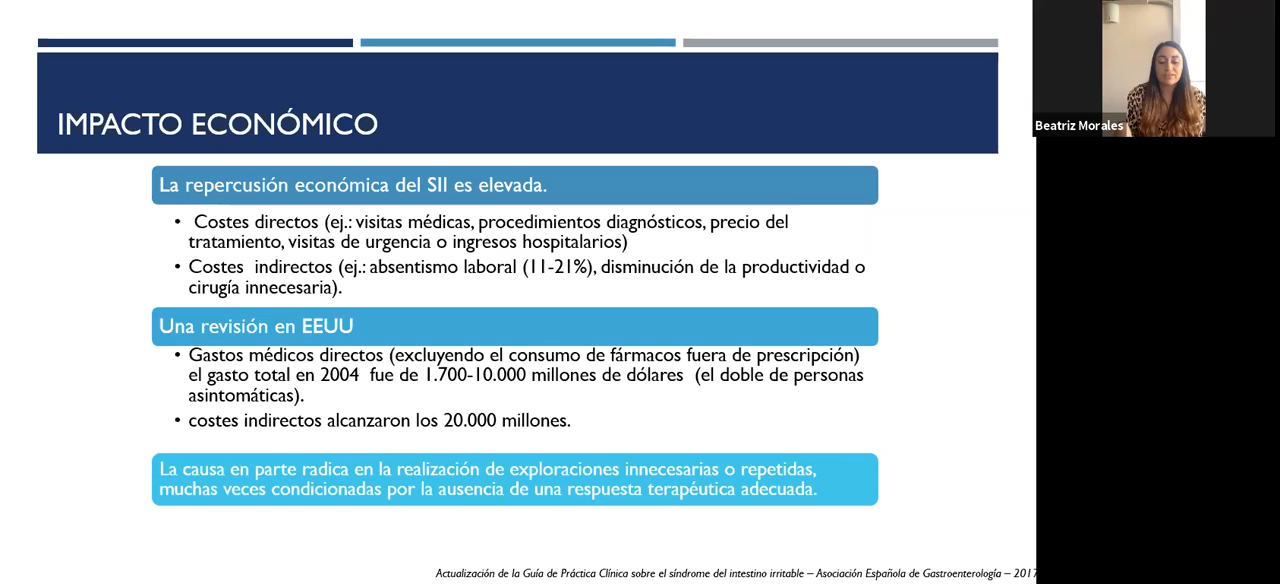 IMPACTO ECONÓMICO
La repercusión económica del SII es elevada.
• Costes directos (ej.: visitas médicas, procedimientos diagnósticos, precio del
tratamiento, visitas de urgencia o ingresos hospitalarios)
• Costes indirectos (ej.: absentismo laboral (11-21%), disminución de la productividad o
cirugía innecesaria).
Una revisión en EEUU
• Gastos médicos directos (excluyendo el consumo de fármacos fuera de prescripción)
el gasto total en 2004 fue de 1.700-10.000 millones de dólares (el doble de personas
asintomáticas).
• costes indirectos alcanzaron los 20.000 millones.
La causa en parte radica en la realización de exploraciones innecesarias o repetidas,
muchas veces condicionadas por la ausencia de una respuesta terapéutica adecuada.
Actualización de la Guía de Práctica Clínica sobre el síndrome del intestino irritable – Asociación Española de Gastroenterología – 2017
Beatriz Morales